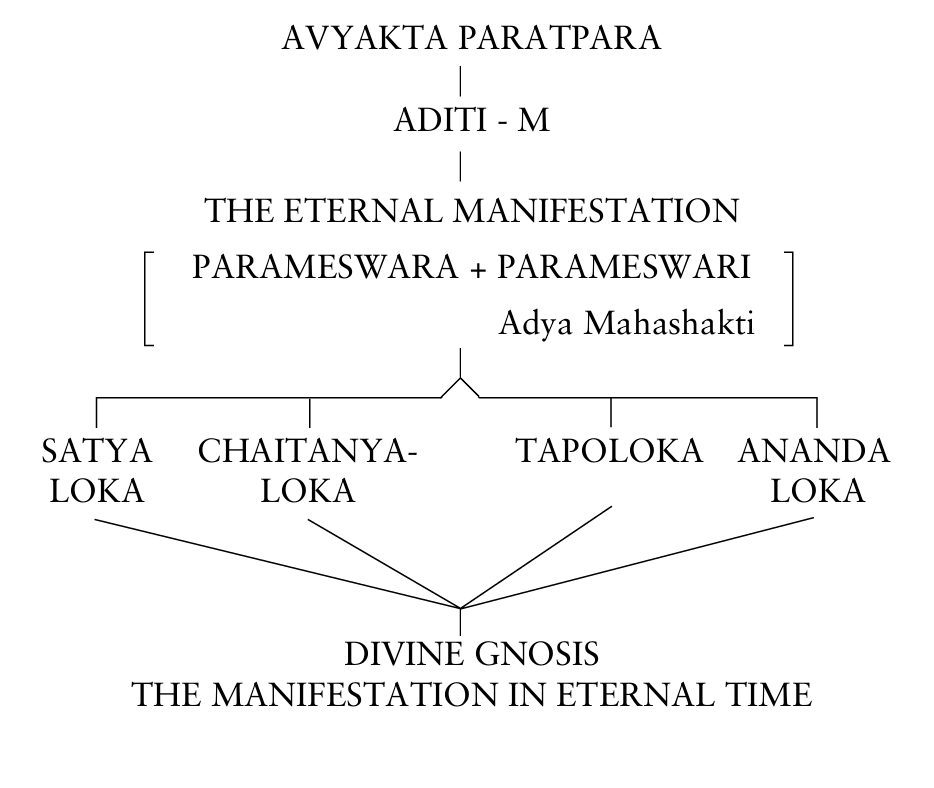 AVYAKTA PARATPARA
ADITI - M
THE ETERNAL MANIFESTATION
PARAMESWARA + PARAMESWARI
Adya Mahashakti
SATYA LOKA
CHAITANYA-LOKA
TAPOLOKA
ANANDA LOKA
DIVINE GNOSIS
THE MANIFESTATION IN ETERNAL TIME